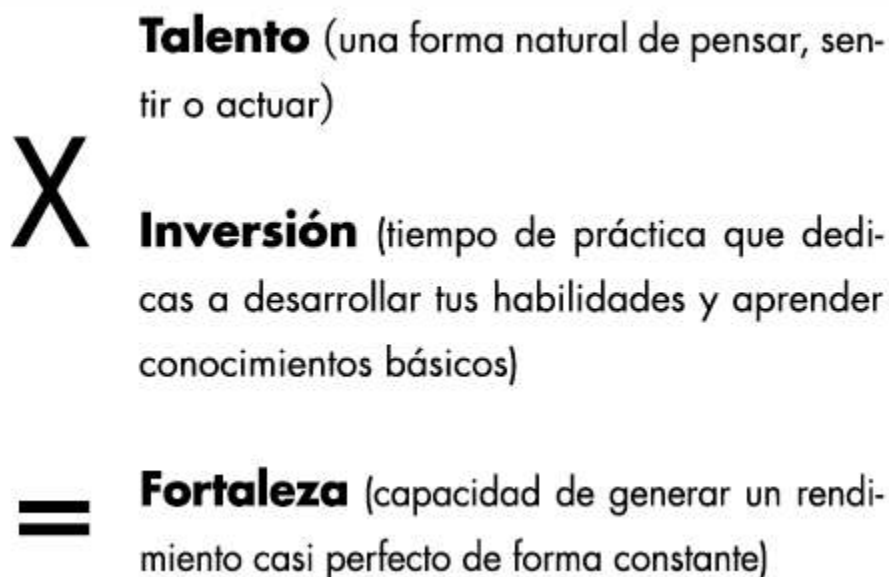 Talento (una forma natural de pensar, sen-
tir o actuar)
X
Inversión (tiempo de práctica que dedi-
cas a desarrollar tus habilidades y aprender
conocimientos básicos)
= Fortaleza (capacidad de generar un rendi-
miento casi perfecto de forma constante)